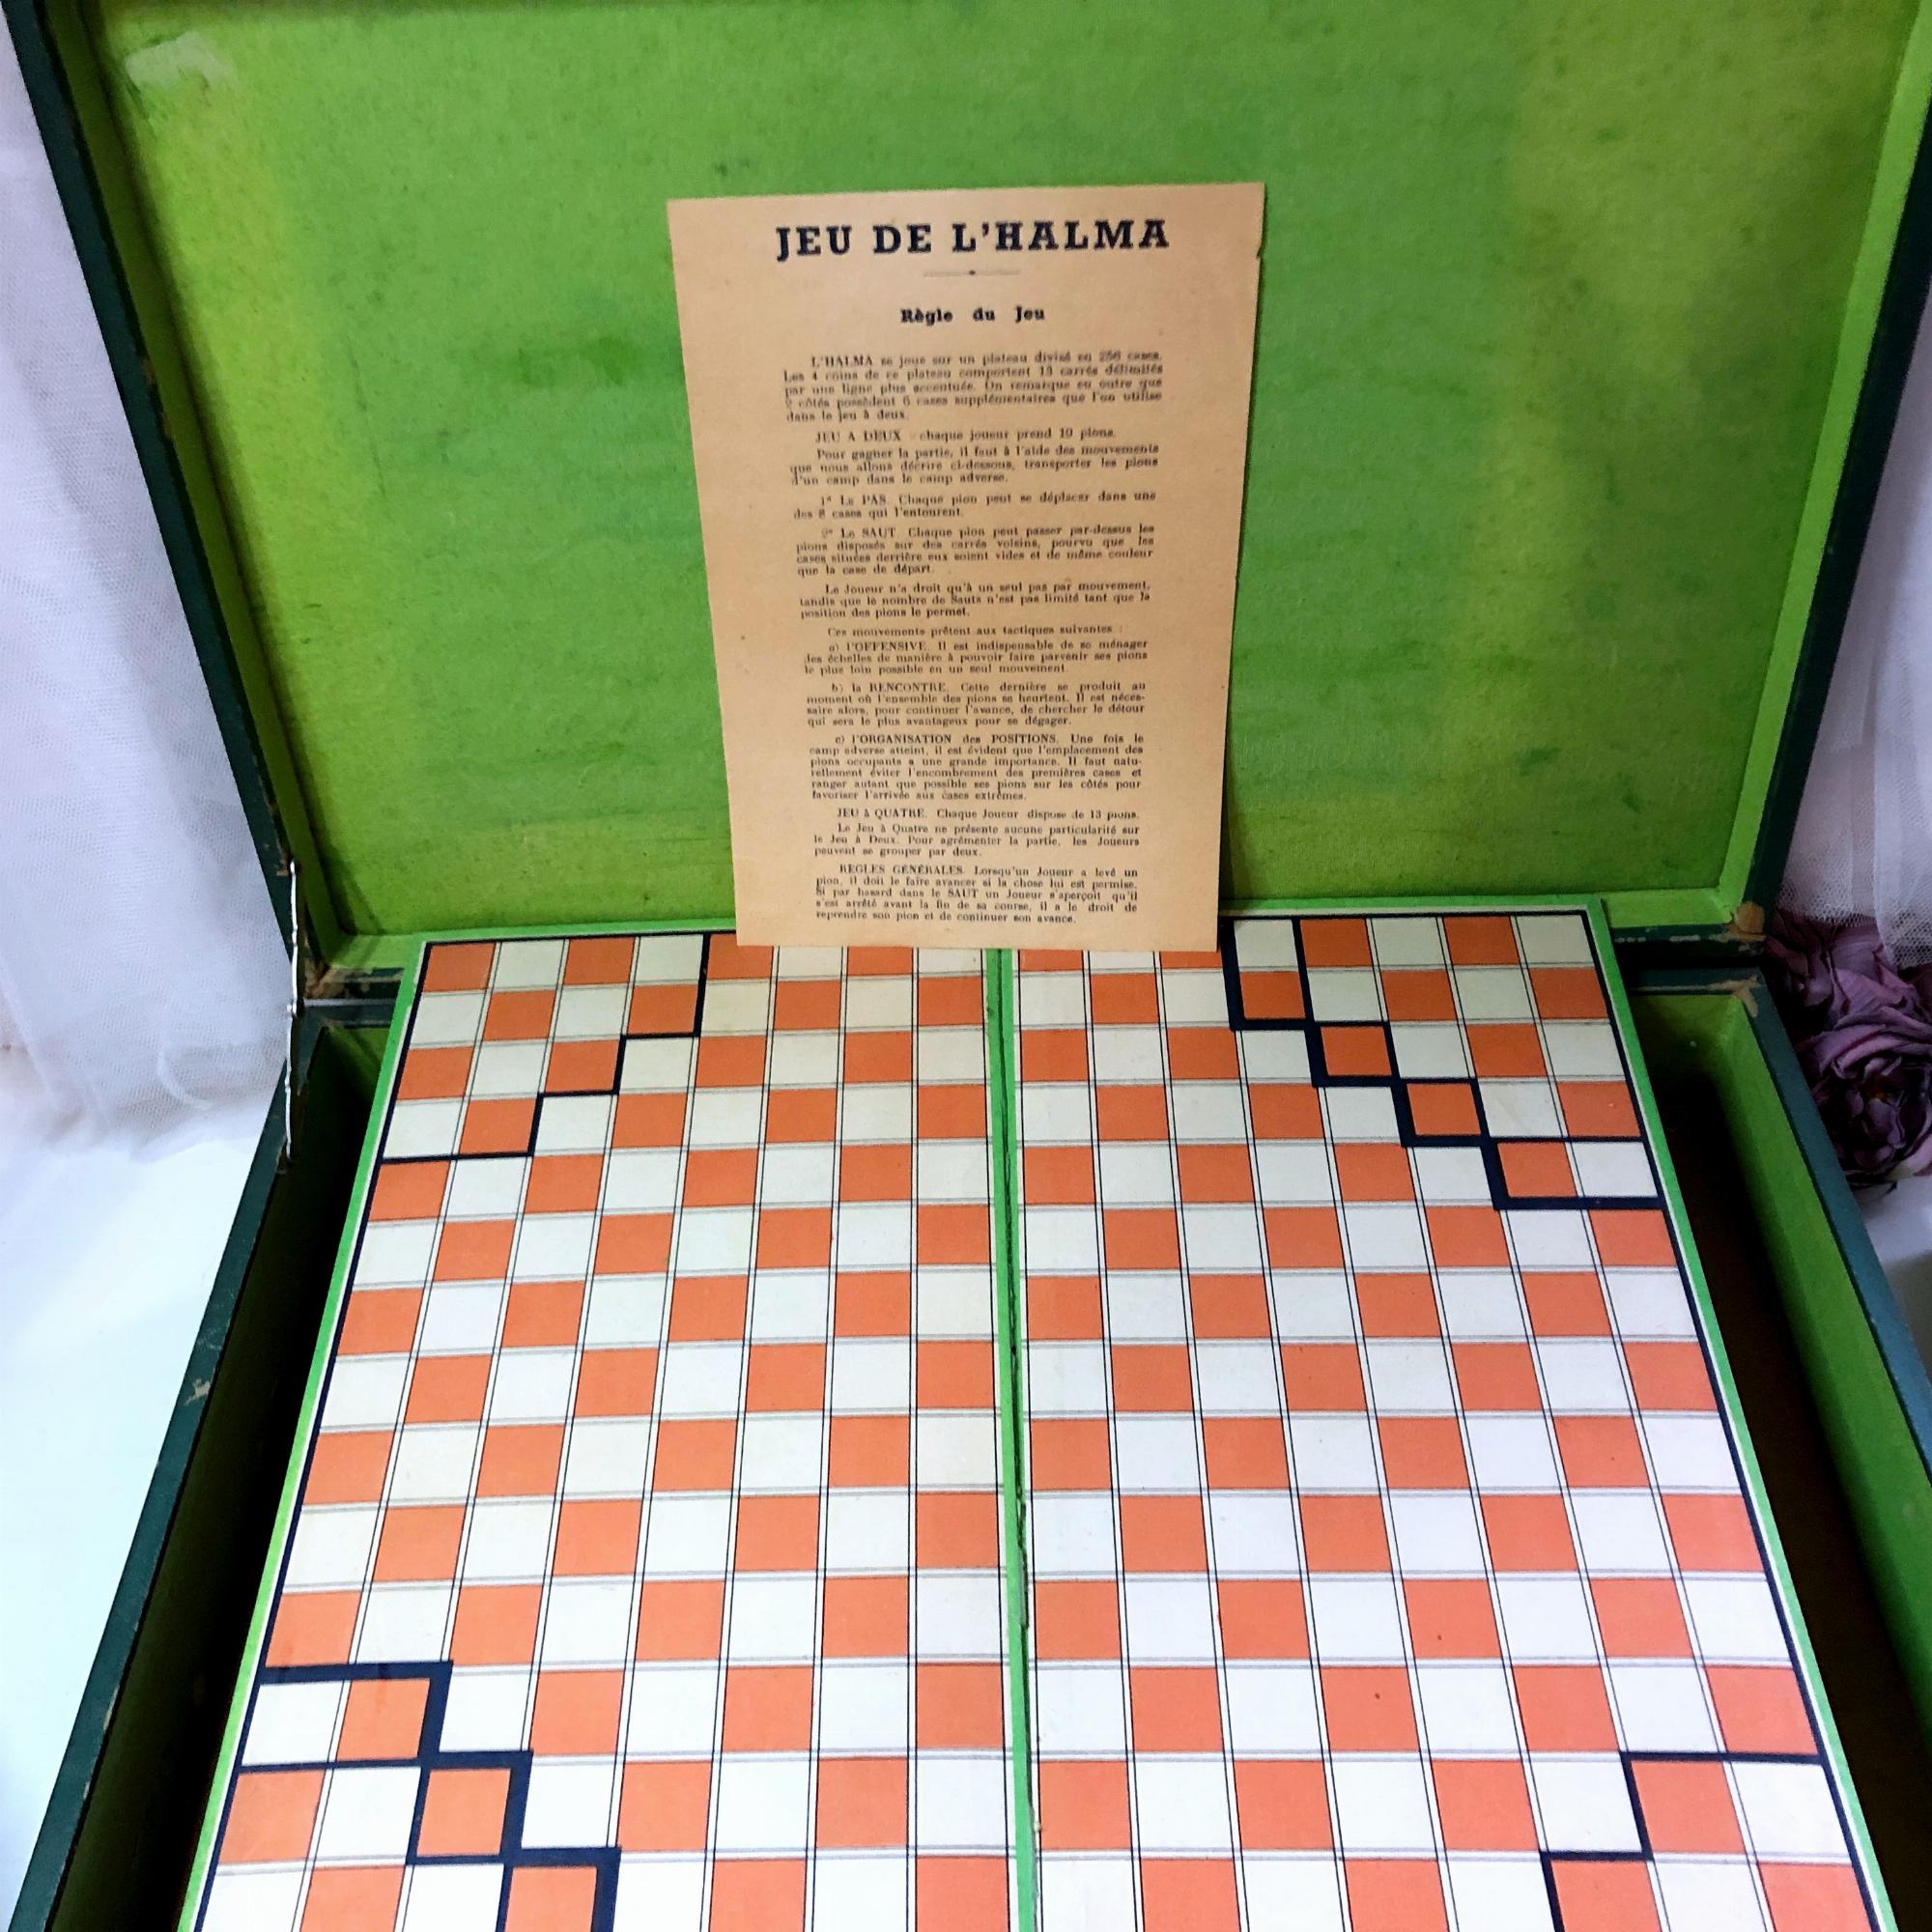 JEU DE L'HALMA
Règle du Jeu
L'HALMA se joue sur un plateau divisé en 256 cases.
Les 4 coins de ce plateau comportent 13 carrés délimités
par une ligne plus accentuée. On remarque en outre que
2 côtés possèdent 6 cases supplémentaires que l'on utilise
dans le jeu à deux.
JEU A DEUX - chaque joueur prend 19 pions.
Pour gagner la partie, il faut à l'aide des mouvements
que nous allons décrire ci-dessous, transporter les pions
d'un camp dans le camp adverse.
1° Le PAS. Chaque pion peut se déplacer dans une
des 8 cases qui l'entourent.
2° Le SAUT. Chaque pion peut passer par-dessus les
pions disposés sur des carrés voisins, pourvu que les
cases situées derrière eux soient vides et de même couleur
que la case de départ.
Le Joueur n'a droit qu'à un seul pas par mouvement,
tandis que le nombre de Sauts n'est pas limité tant que la
position des pions le permet.
Ces mouvements prêtent aux tactiques suivantes :
a) l'OFFENSIVE. Il est indispensable de se ménager
des échelles de manière à pouvoir faire parvenir ses pions
le plus loin possible en un seul mouvement
b) la RENCONTRE. Cette dernière se produit au
moment où l'ensemble des pions se heurtent. Il est néces-
saire alors, pour continuer l'avance, de chercher le détour
qui sera le plus avantageux pour se dégager.
c) l'ORGANISATION des POSITIONS. Une fois le
camp adverse atteint, il est évident que l'emplacement des
pions occupants a une grande importance. Il faut natu-
rellement éviter l'encombrement des premières cases et
ranger autant que possible ses pions sur les côtés pour
favoriser l'arrivée aux cases extrêmes.
JEU à QUATRE. Chaque Joueur dispose de 13 pions.
Le Jeu à Quatre ne présente aucune particularité sur
le Jeu à Deux. Pour agrémenter la partie, les Joueurs
peuvent se grouper par deux.
RÈGLES GÉNÉRALES. Lorsqu'un Joueur a levé un
pion, il doit le faire avancer si la chose lui est permise.
Si par hasard dans le SAUT un Joueur s'aperçoit qu'il
s'est arrêté avant la fin de sa course, il a le droit de
reprendre son pion et de continuer son avance.